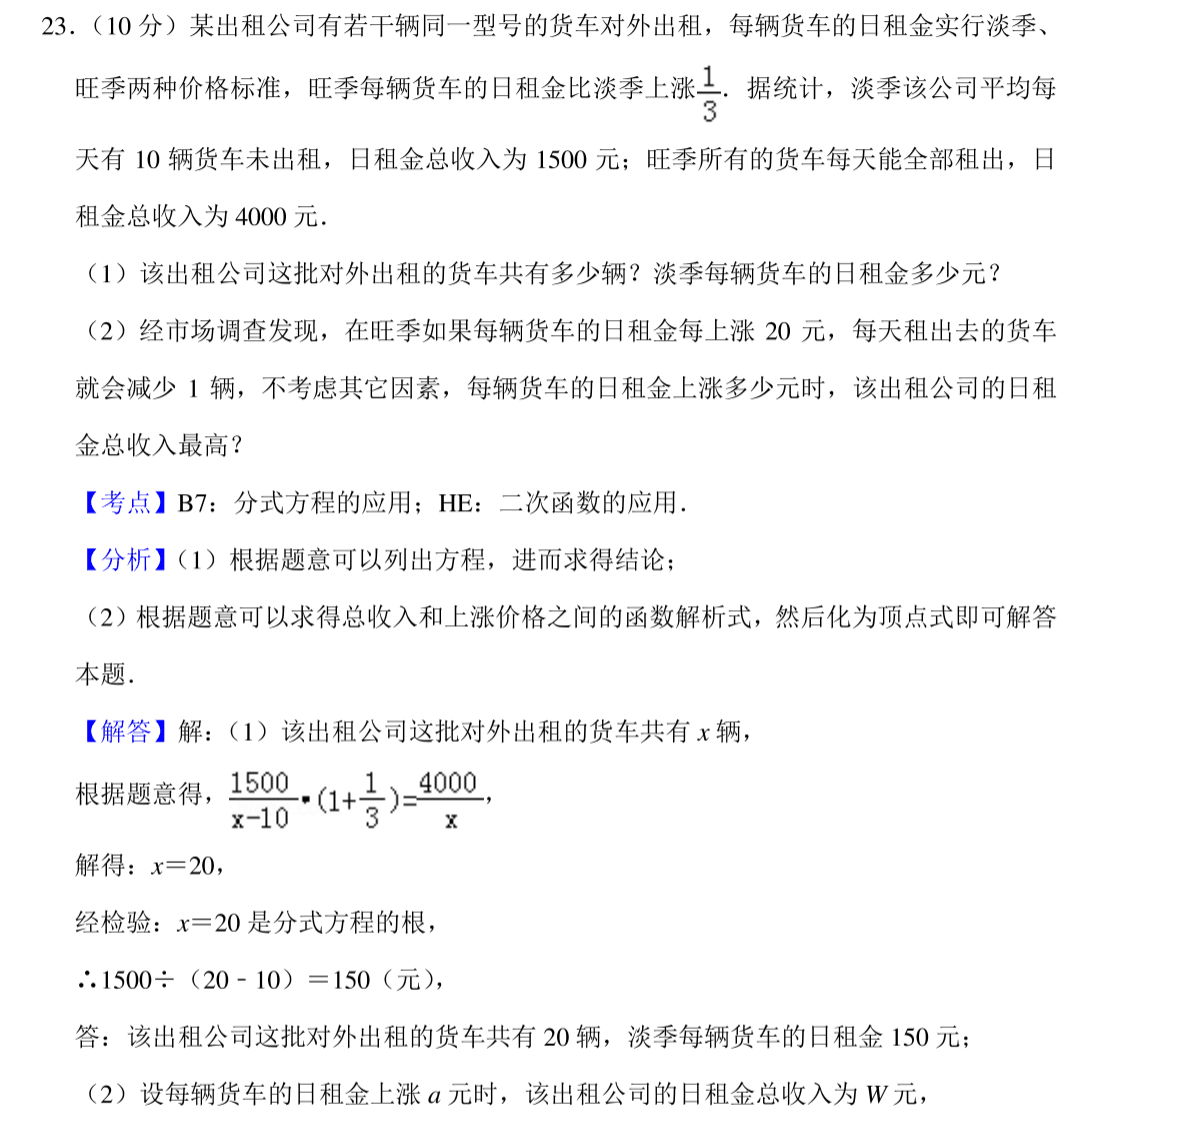 23.（10 分）某出租公司有若干辆同一型号的货车对外出租，每辆货车的日租金实行淡季、
旺季两种价格标准，旺季每辆货车的日租金比淡季上涨1/3．据统计，淡季该公司平均每
天有 10 辆货车未出租，日租金总收入为 1500 元；旺季所有的货车每天能全部租出，日
租金总收入为 4000 元．
（1）该出租公司这批对外出租的货车共有多少辆？淡季每辆货车的日租金多少元？
（2）经市场调查发现，在旺季如果每辆货车的日租金每上涨 20 元，每天租出去的货车
就会减少 1 辆，不考虑其它因素，每辆货车的日租金上涨多少元时，该出租公司的日租
金总收入最高？
【考点】B7：分式方程的应用；HE：二次函数的应用．
【分析】（1）根据题意可以列出方程，进而求得结论；
（2）根据题意可以求得总收入和上涨价格之间的函数解析式，然后化为顶点式即可解答
本题．
【解答】解：（1）该出租公司这批对外出租的货车共有 x 辆，
根据题意得，1500/(x-10)▪(1+1/3)=4000/x，
解得：x＝20，
经检验：x＝20 是分式方程的根，
∴1500÷（20﹣10）＝150（元），
答：该出租公司这批对外出租的货车共有 20 辆，淡季每辆货车的日租金 150 元；
（2）设每辆货车的日租金上涨 a 元时，该出租公司的日租金总收入为 W 元，